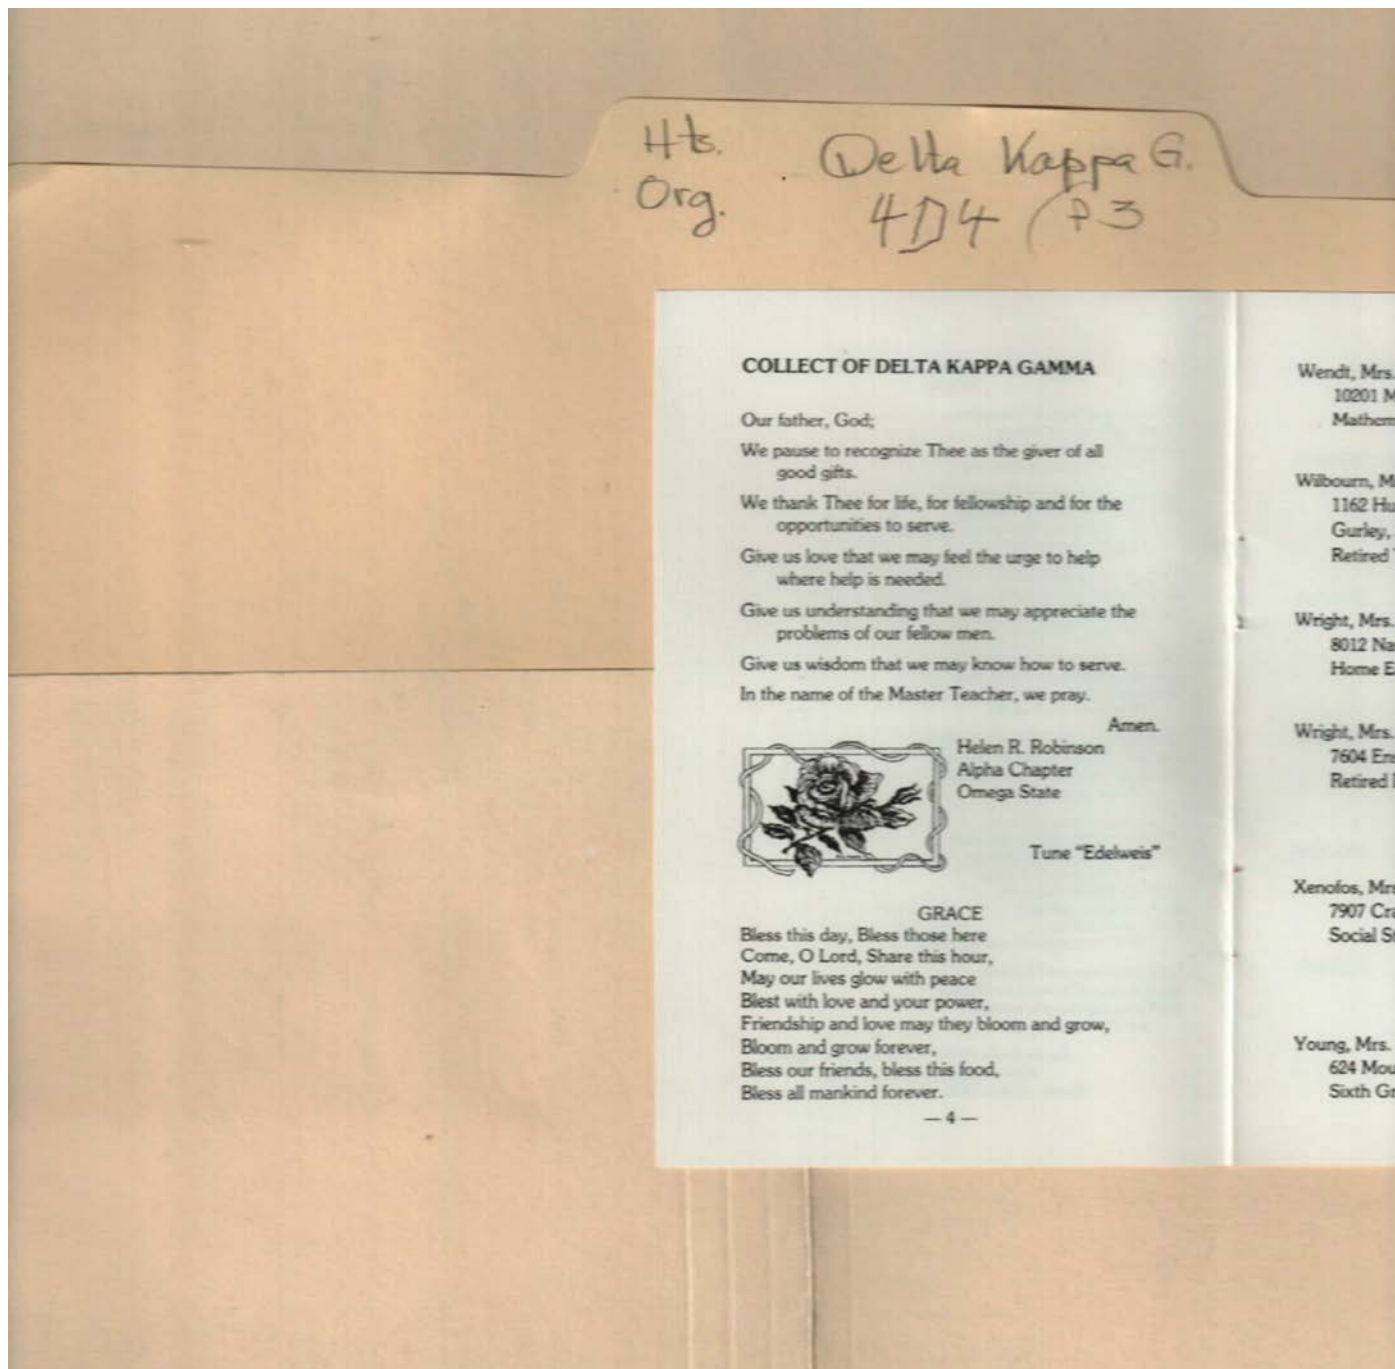 Hts. Delta Kappa G.
Org. 4D4 (P3
COLLECT OF DELTA KAPPA GAMMA
Our father, God;
We pause to recognize Thee as the giver of all
good gifts.
We thank Thee for life, for fellowship and for the
opportunities to serve.
Give us love that we may feel the urge to help
where help is needed.
Give us understanding that we may appreciate the
problems of our fellow men.
Give us wisdom that we may know how to serve.
In the name of the Master Teacher, we pray.
Amen.
Helen R. Robinson
Alpha Chapter
Omega State
Tune "Edelweis"
GRACE
Bless this day, Bless those here
Come, O Lord, Share this hour,
May our lives glow with peace
Blest with love and your power,
Friendship and love may they bloom and grow,
Bloom and grow forever,
Bless our friends, bless this food,
Bless all mankind forever.
— 4 —
Wendt, Mrs.
10201
Wilbourn,
1162
Gurley,
Retired
Wright, Mrs.
8012
Home
Wright, Mrs.
7604
Retired
Xenofos, Mrs
7907
Social
Young, Mrs.
624
Sixth